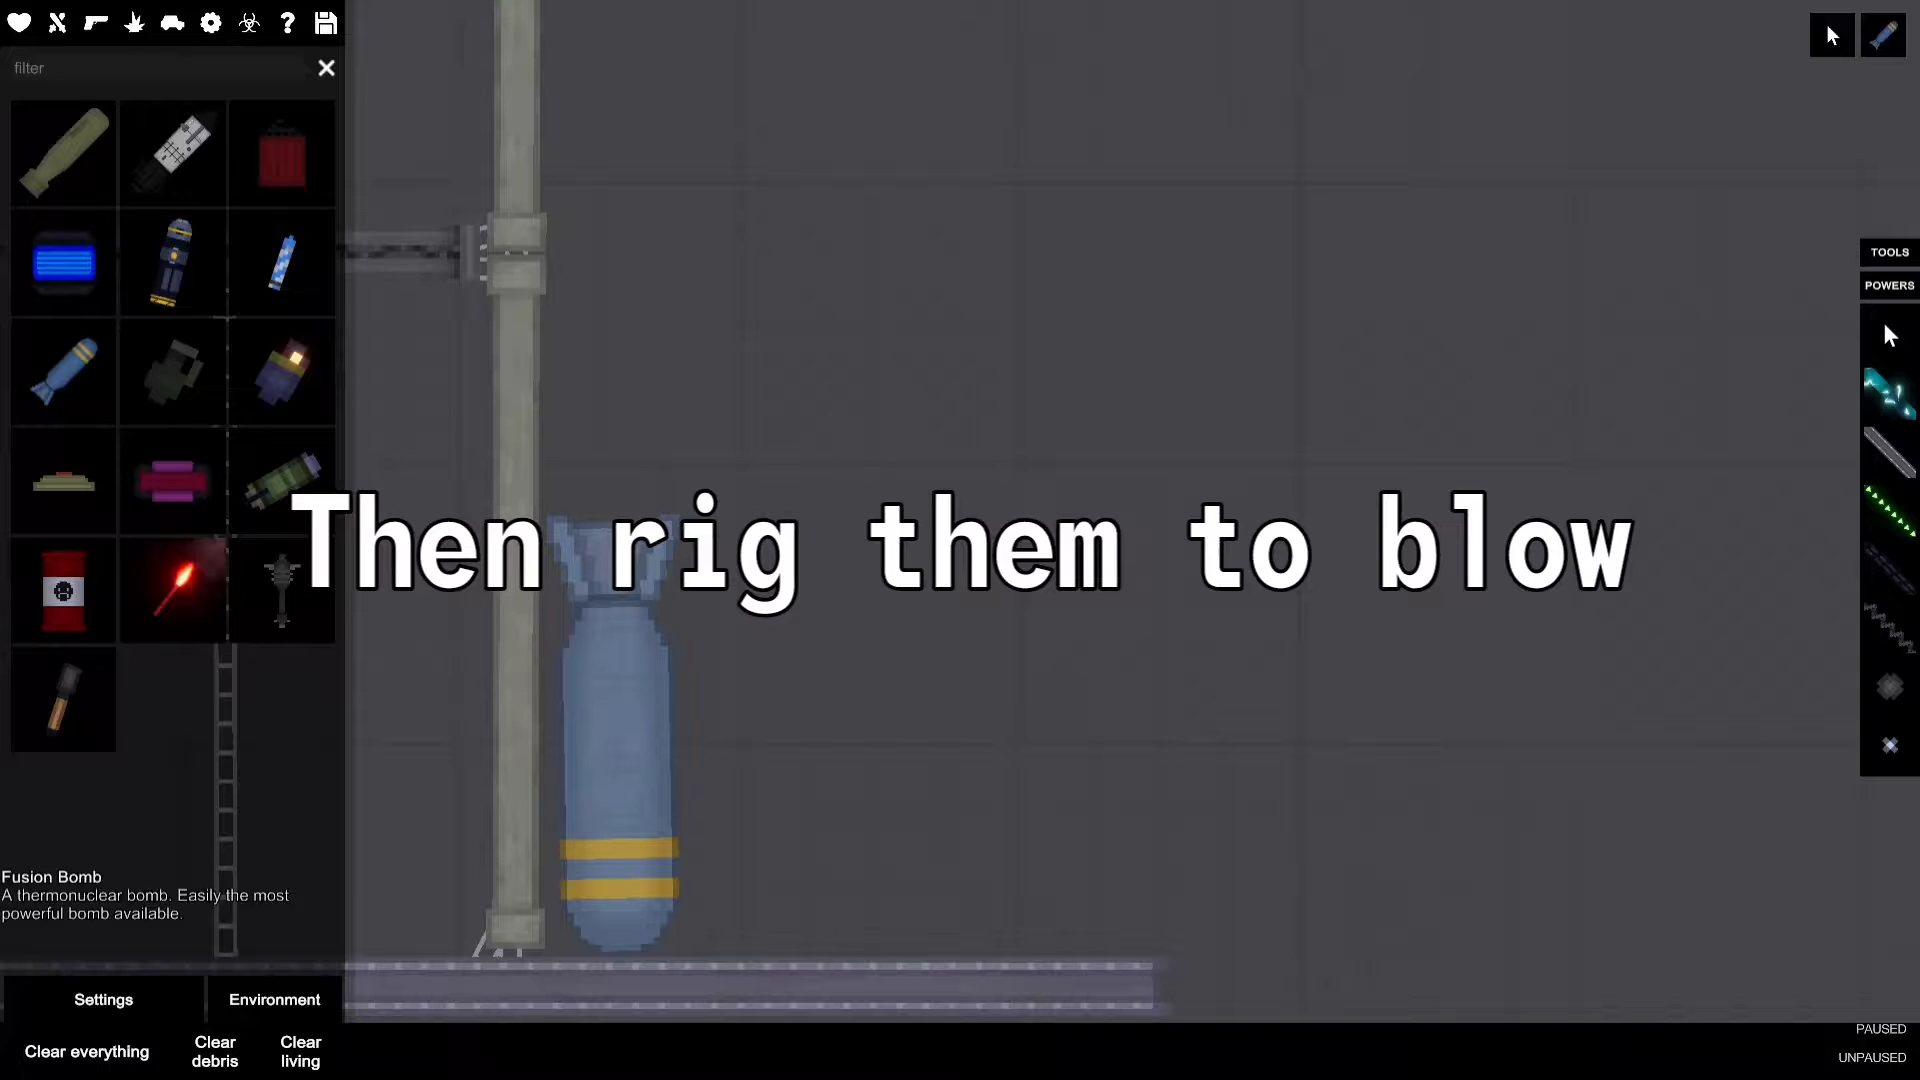 filter
TOOLS
POWERS
Then rig them to blow
Fusion Bomb
A thermonuclear bomb. Easily the most
powerful bomb available.
Settings
Environment
Clear everything
Clear
debris
Clear
living
PAUSED
UNPAUSED